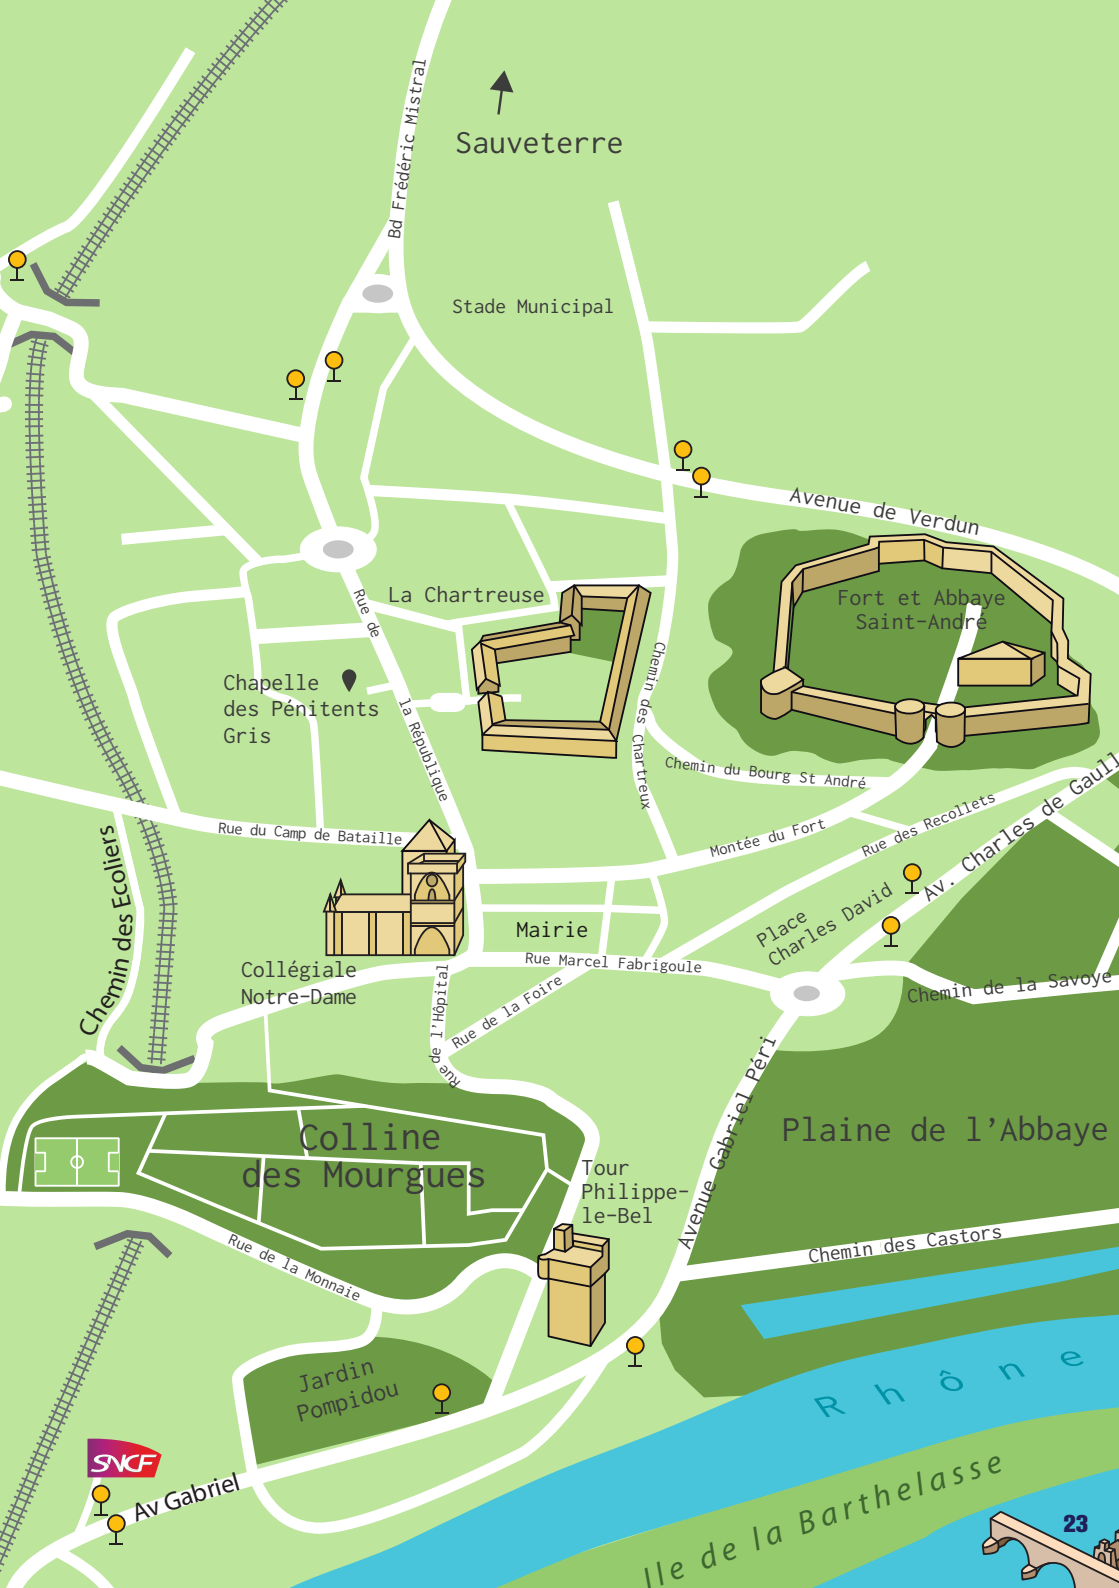 Bd Frédéric Mistral
Sauveterre
Stade Municipal
Avenue de Verdun
La Chartreuse
Fort et Abbaye
Saint-André
Rue de
la République
Chapelle
des Pénitents
Gris
Chemin des Chartreux
Chemin du Bourg St André
Rue du Camp de Bataille
Montée du Fort
Rue des Recollets
Av. Charles de Gaull
Chemin des Ecoliers
Place
Charles David
Mairie
Collégiale
Notre-Dame
Rue Marcel Fabrigoule
Rue de l'Hôpital
Rue de la Foire
Rue
Chemin de la Savoye
Avenue Gabriel Péri
Plaine de l'Abbaye
Colline
des Mourgues
Tour
Philippe-
le-Bel
Rue de la Monnaie
Chemin des Castors
Jardin
Pompidou
Rhône
SNCF
Av Gabriel
Ile de la Barthelasse
23